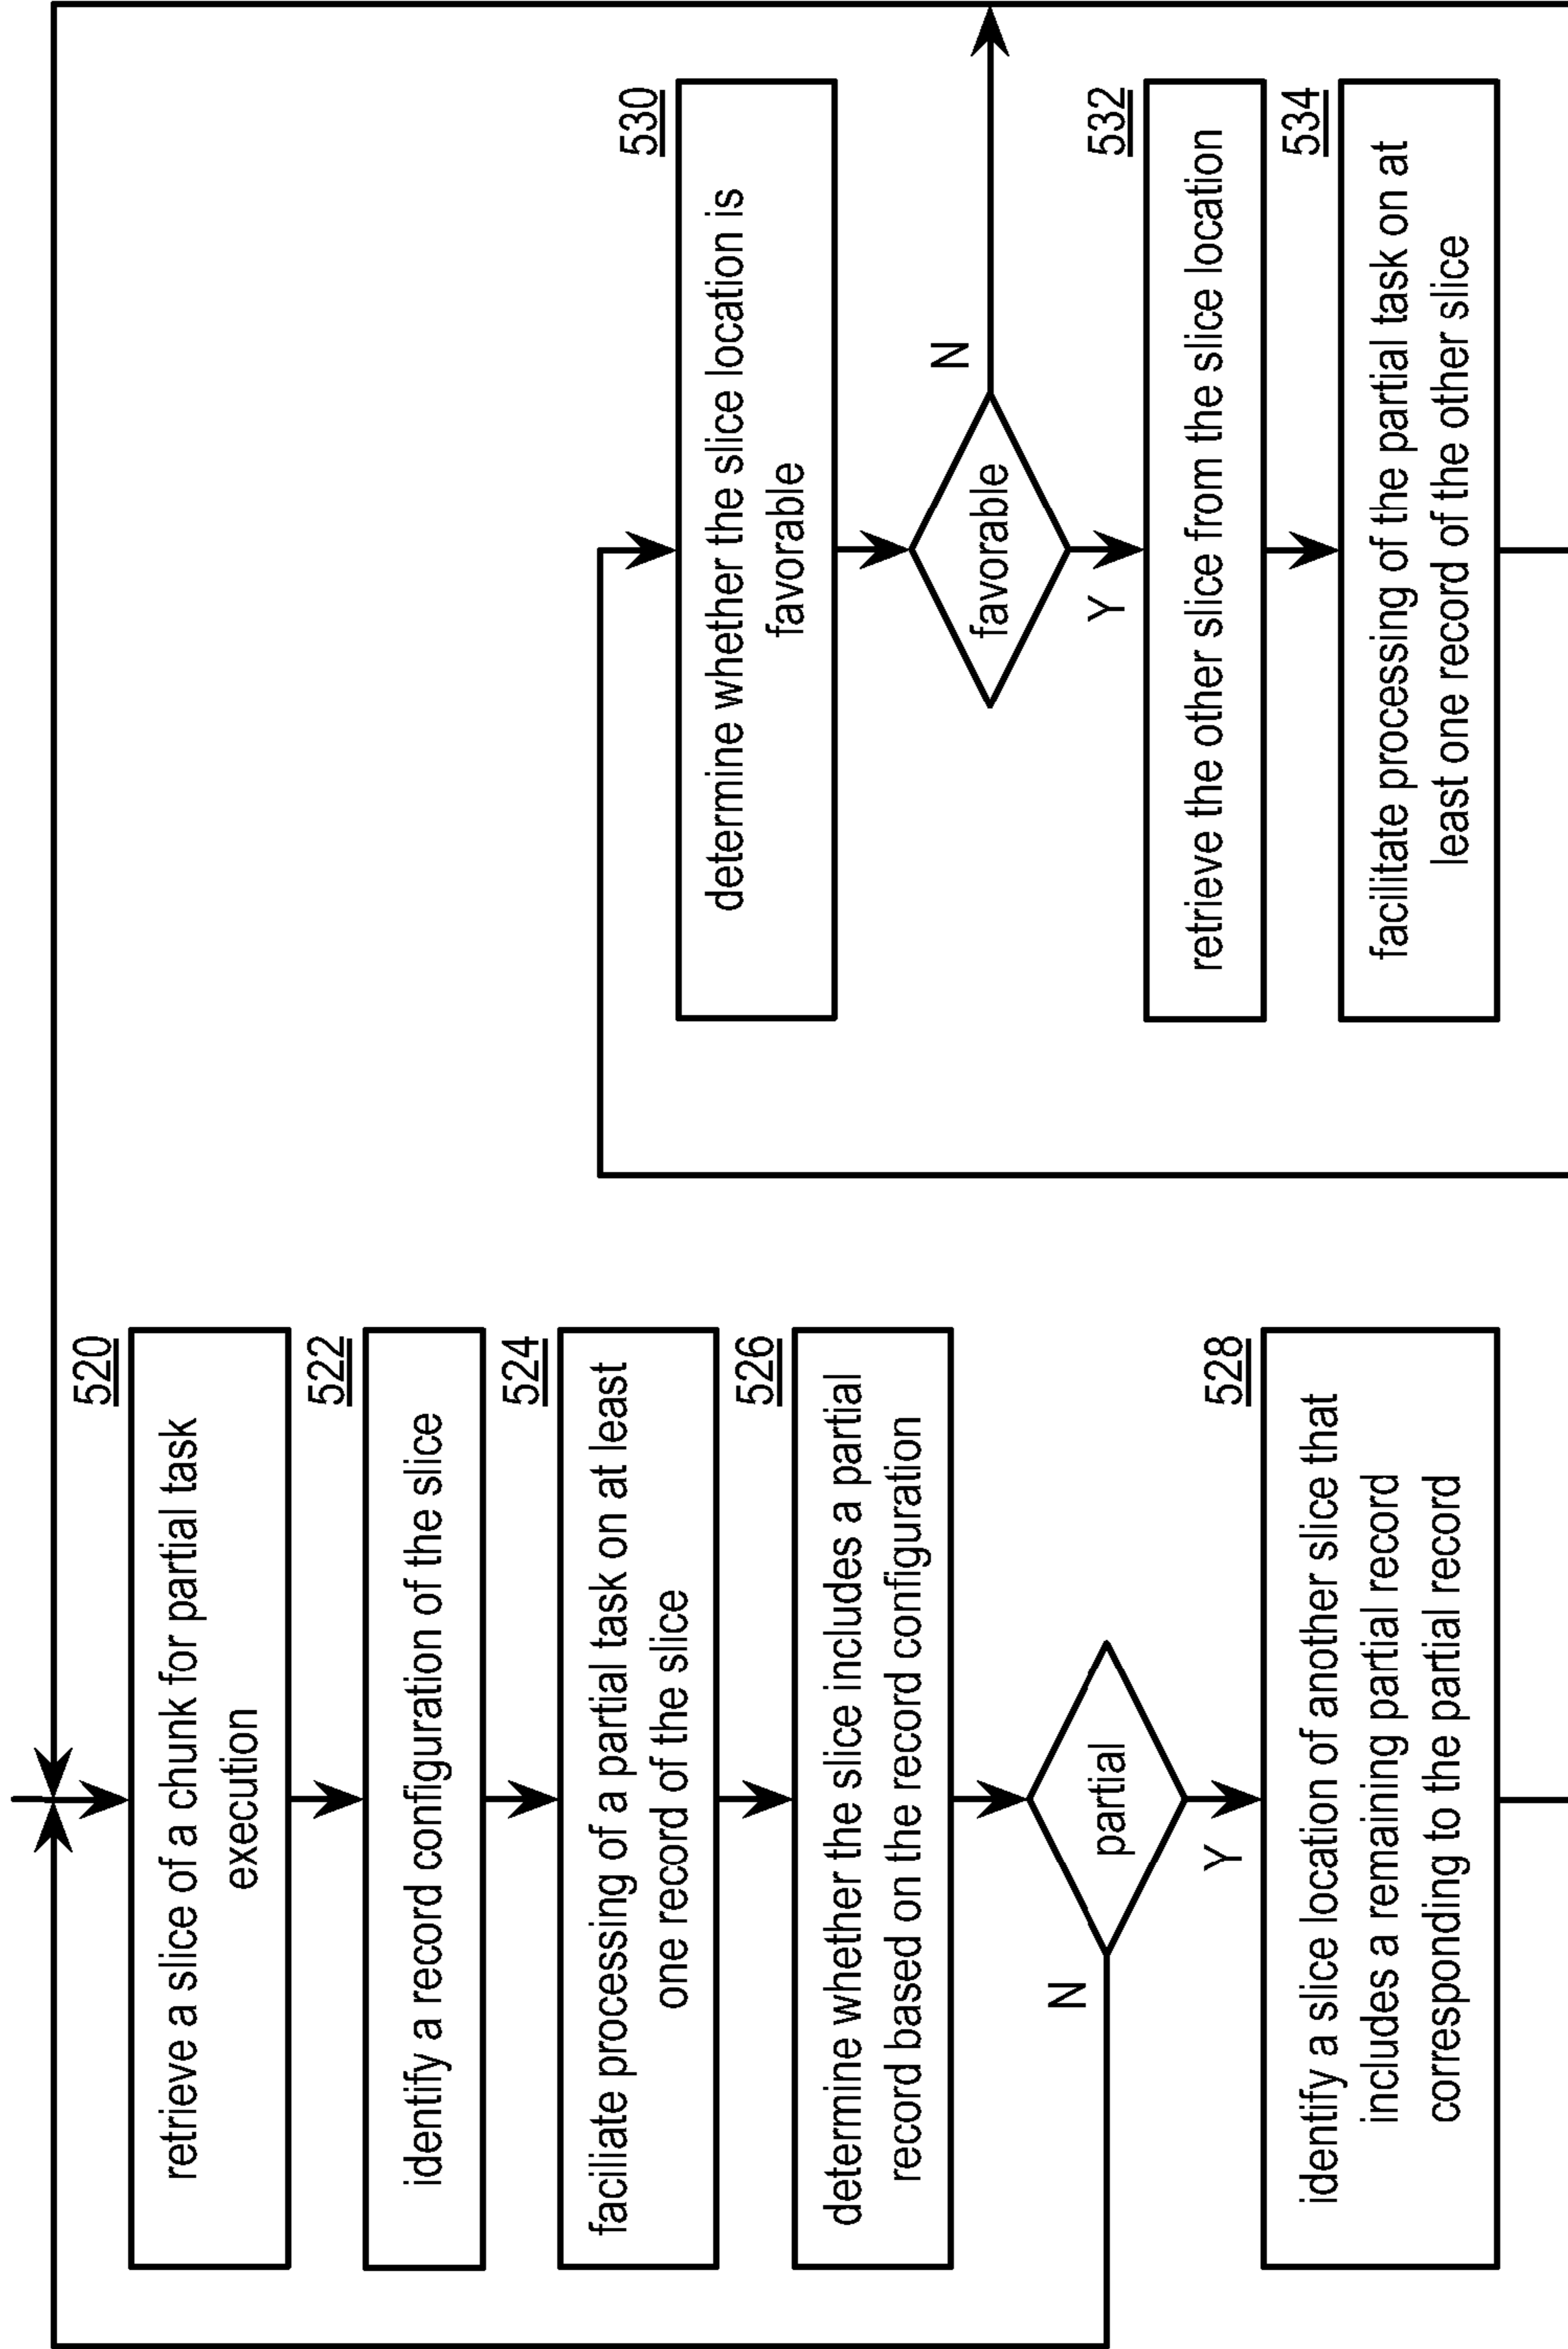 520
retrieve a slice of a chunk for partial task
execution
522
identify a record configuration of the slice
524
faciliate processing of a partial task on at least
one record of the slice
526
determine whether the slice includes a partial
record based on the record configuration
partial
N
Y
528
identify a slice location of another slice that
includes a remaining partial record
corresponding to the partial record
530
determine whether the slice location is
favorable
favorable
N
Y
532
retrieve the other slice from the slice location
534
facilitate processing of the partial task on at
least one record of the other slice